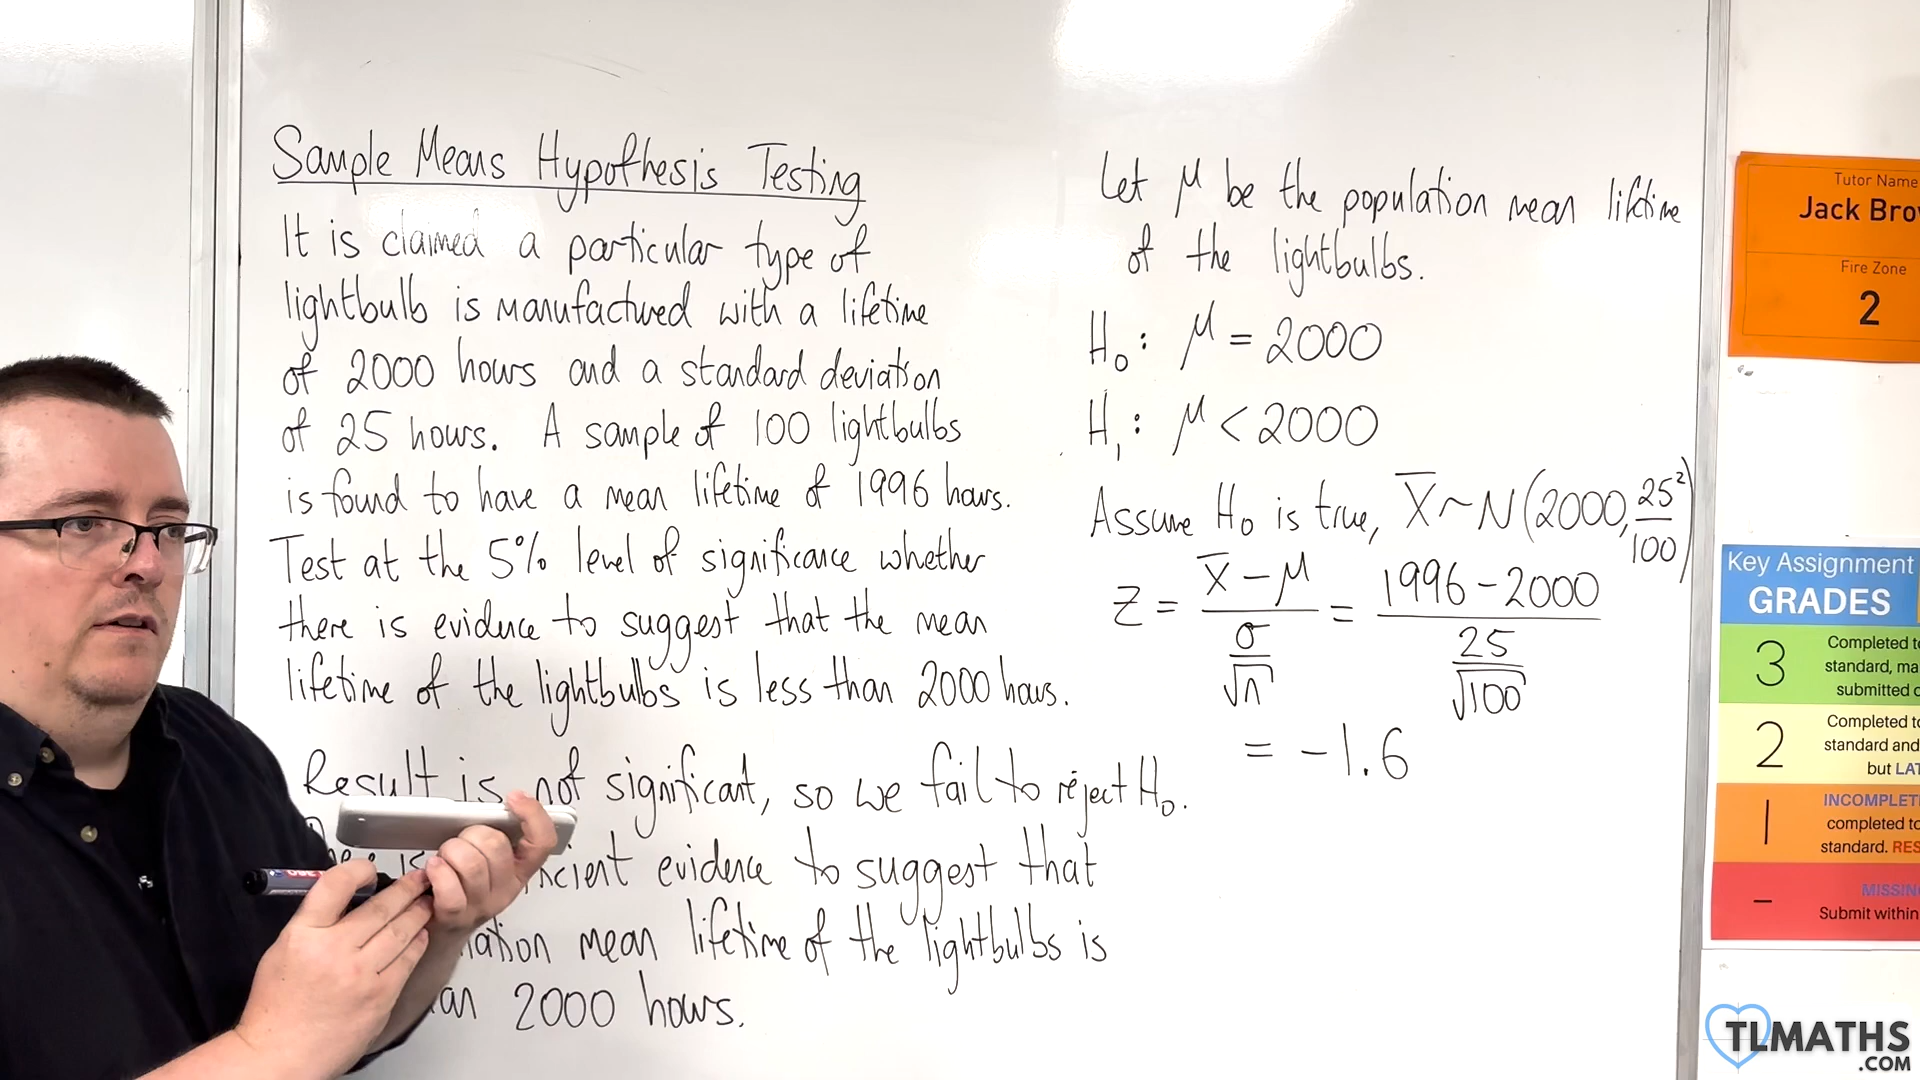 Sample Means Hypothesis Testing
It is claimed a particular type of
lightbulb is manufactured with a lifetime
of 2000 hours and a standard deviation
of 25 hours. A sample of 100 lightbulbs
is found to have a mean lifetime of 1996 hours.
Test at the 5% level of significance whether
there is evidence to suggest that the mean
lifetime of the lightbulbs is less than 2000 hours.
Result is not significant, so we fail to reject H₀.
evidence to suggest that
mean lifetime of the lightbulbs is
2000 hours.
Let μ be the population mean lifetime
of the lightbulbs.
H₀: μ = 2000
H₁: μ < 2000
Assume H₀ is true, X̄ ~ N(2000, 25²/100)
Z = (x̄ − μ)/(σ/√n) = (1996 − 2000)/(25/√100)
= −1.6
Tutor Name
Jack
Fire Zone
2
Key Assignment
GRADES
3
Completed
standard,
submitted
2
Completed
standard and
but
1
completed
standard.
-
Submit within
TLMATHS
.COM